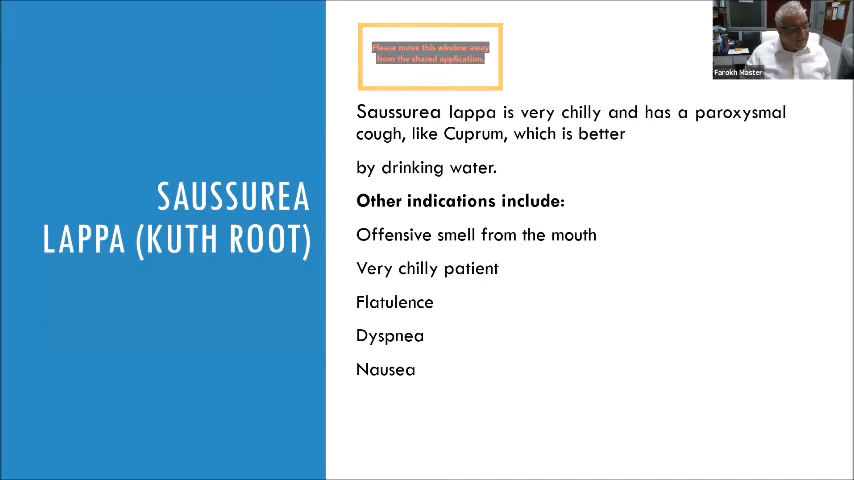 Please move this window away
from the shared application.
Farokh Master
SAUSSUREA
LAPPA (KUTH ROOT)
Saussurea lappa is very chilly and has a paroxysmal
cough, like Cuprum, which is better
by drinking water.
Other indications include:
Offensive smell from the mouth
Very chilly patient
Flatulence
Dyspnea
Nausea